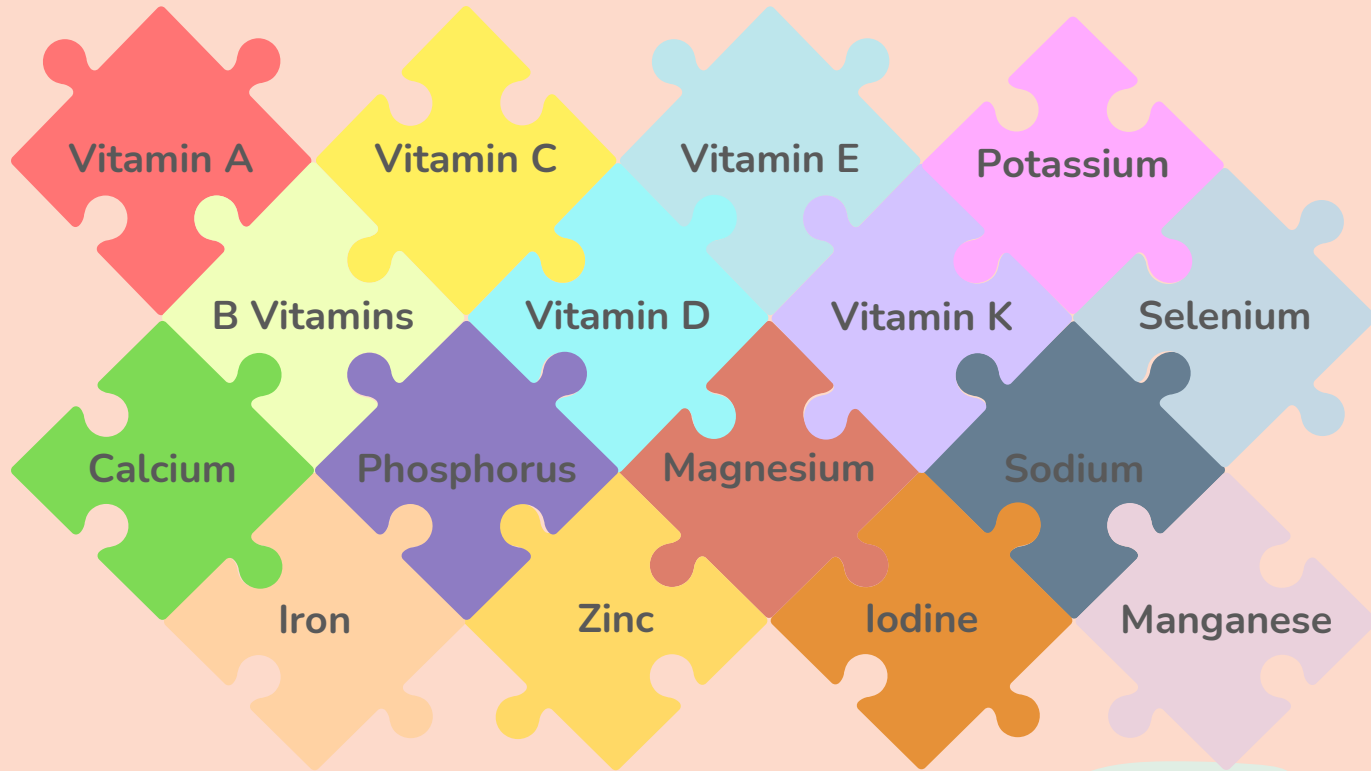 Vitamin A
Vitamin C
Vitamin E
Potassium
B Vitamins
Vitamin D
Vitamin K
Selenium
Calcium
Phosphorus
Magnesium
Sodium
Iron
Zinc
Iodine
Manganese